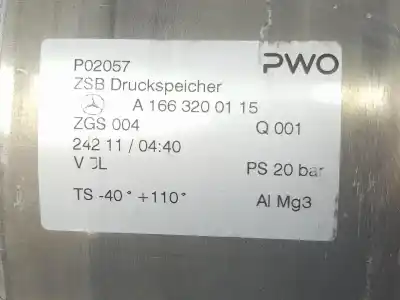 P02057
PWO
ZSB Druckspeicher
A 166 320 01 15
ZGS 004 Q 001
242 11 / 04:40
PS 20 bar
TS -40° +110° Al Mg3